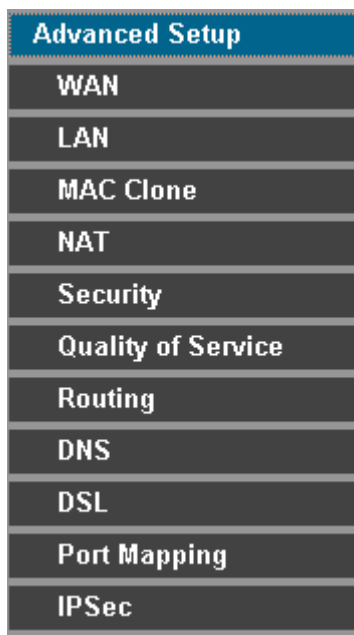 Advanced Setup
WAN
LAN
MAC Clone
NAT
Security
Quality of Service
Routing
DNS
DSL
Port Mapping
IPSec